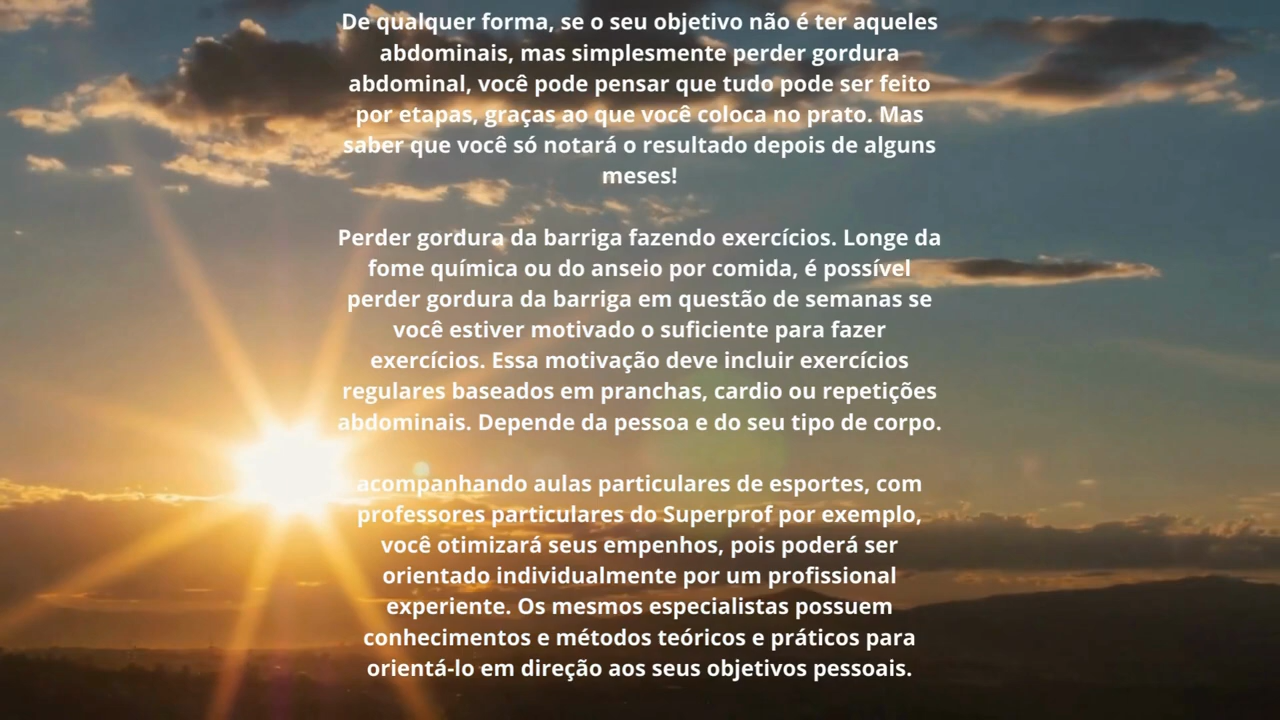 De qualquer forma, se o seu objetivo não é ter aqueles
abdominais, mas simplesmente perder gordura
abdominal, você pode pensar que tudo pode ser feito
por etapas, graças ao que você coloca no prato. Mas
saber que você só notará o resultado depois de alguns
meses!
Perder gordura da barriga fazendo exercícios. Longe da
fome química ou do anseio por comida, é possível
perder gordura da barriga em questão de semanas se
você estiver motivado o suficiente para fazer
exercícios. Essa motivação deve incluir exercícios
regulares baseados em pranchas, cardio ou repetições
abdominais. Depende da pessoa e do seu tipo de corpo.
acompanhando aulas particulares de esportes, com
professores particulares do Superprof por exemplo,
você otimizará seus empenhos, pois poderá ser
orientado individualmente por um profissional
experiente. Os mesmos especialistas possuem
conhecimentos e métodos teóricos e práticos para
orientá-lo em direção aos seus objetivos pessoais.